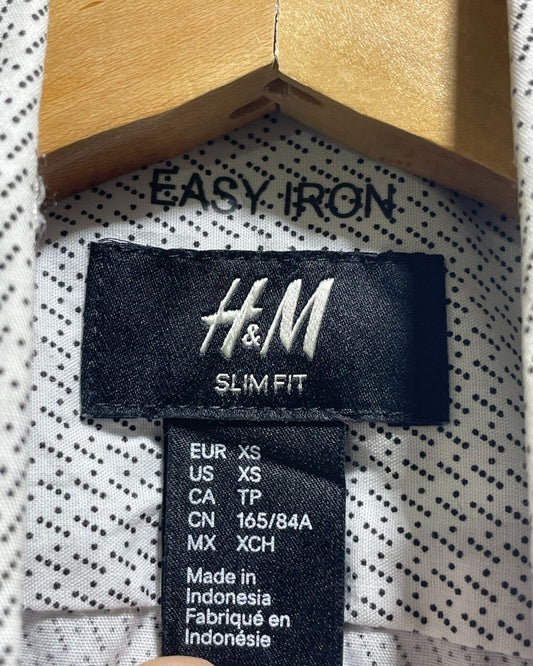 EASY IRON
H&M
SLIM FIT
EUR XS
US XS
CA TP
CN 165/84A
MX XCH
Made in
Indonesia
Fabriqué en
Indonésie